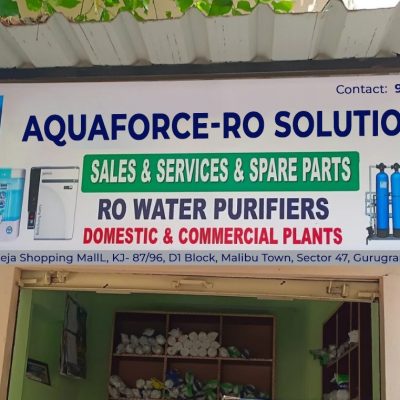 Contact: 9
AQUAFORCE-RO SOLUTIO
SALES & SERVICES & SPARE PARTS
RO WATER PURIFIERS
DOMESTIC & COMMERCIAL PLANTS
eja Shopping MallL, KJ- 87/96, D1 Block, Malibu Town, Sector 47, Gurugra